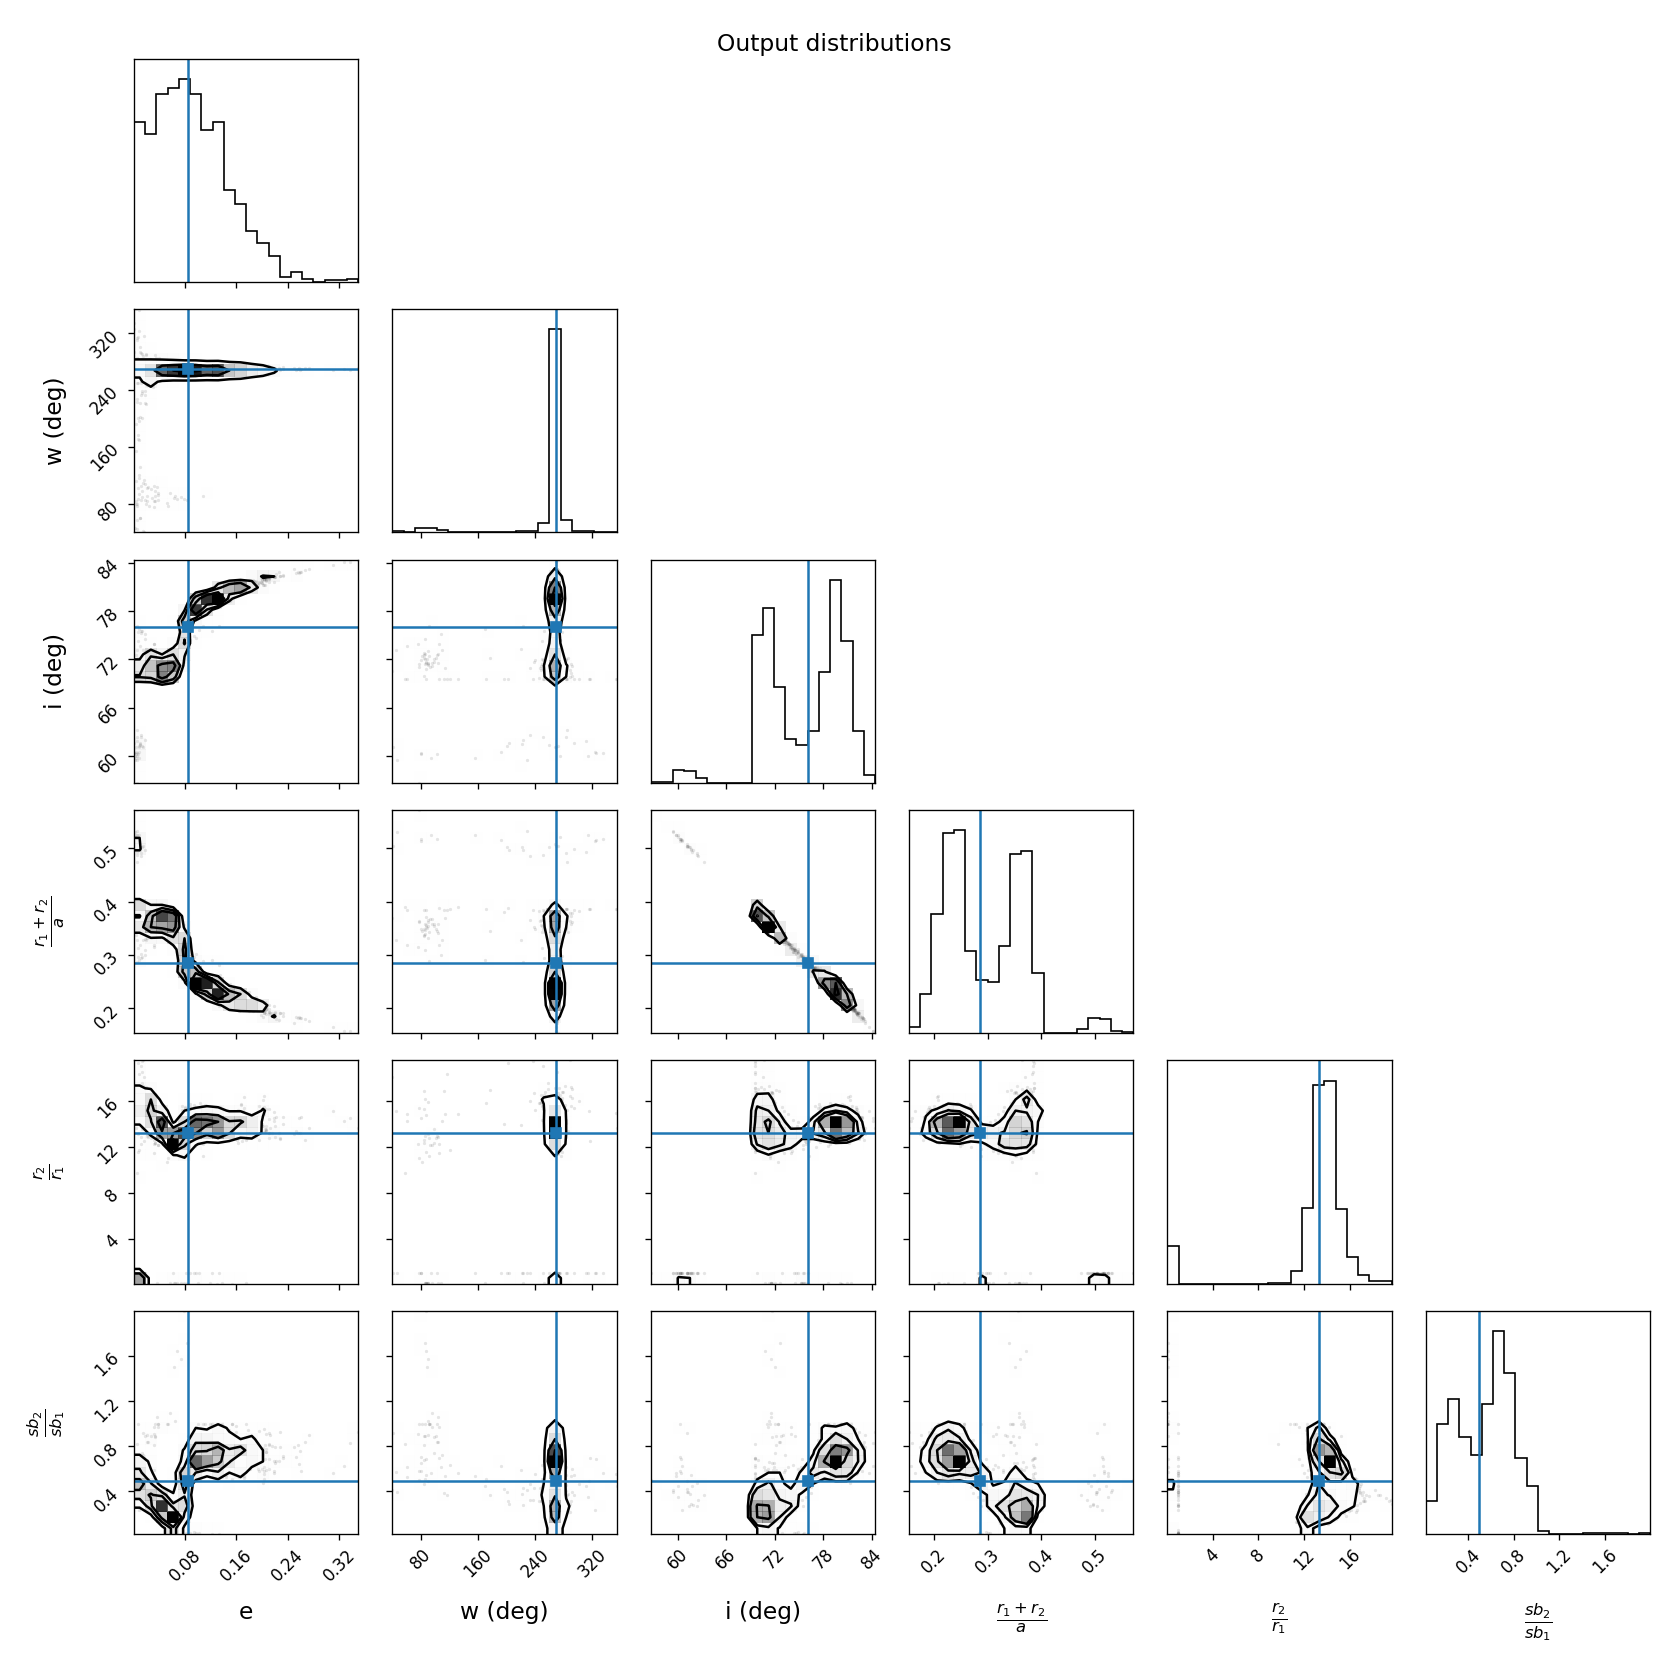 Output distributions
w (deg)
320
240
160
80
i (deg)
84
78
72
66
60
r₁ + r₂
a
0.5
0.4
0.3
0.2
r₂
r₁
16
12
8
4
sb₂
sb₁
1.6
1.2
0.8
0.4
0.08 0.16 0.24 0.32
80 160 240 320
60 66 72 78 84
0.2 0.3 0.4 0.5
4 8 12 16
0.4 0.8 1.2 1.6
e
w (deg)
i (deg)
r₁ + r₂
a
r₂
r₁
sb₂
sb₁